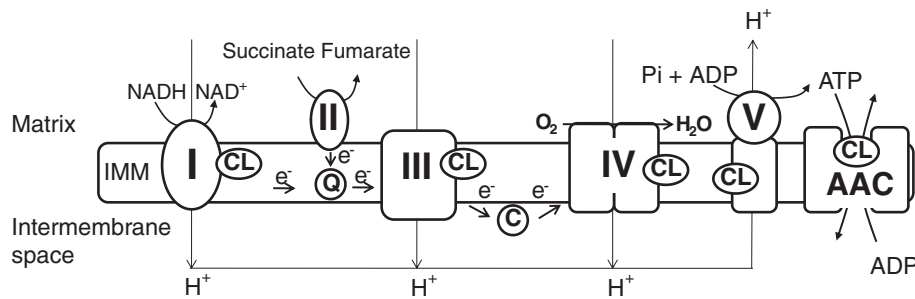 H⁺
Succinate Fumarate
NADH NAD⁺
Pi + ADP
ATP
Matrix
II
O₂
H₂O
V
IMM
I
CL
e⁻
Q
e⁻
e⁻
III
CL
IV
CL
CL
CL
AAC
e⁻
C
e⁻
Intermembrane
space
ADP
H⁺
H⁺
H⁺